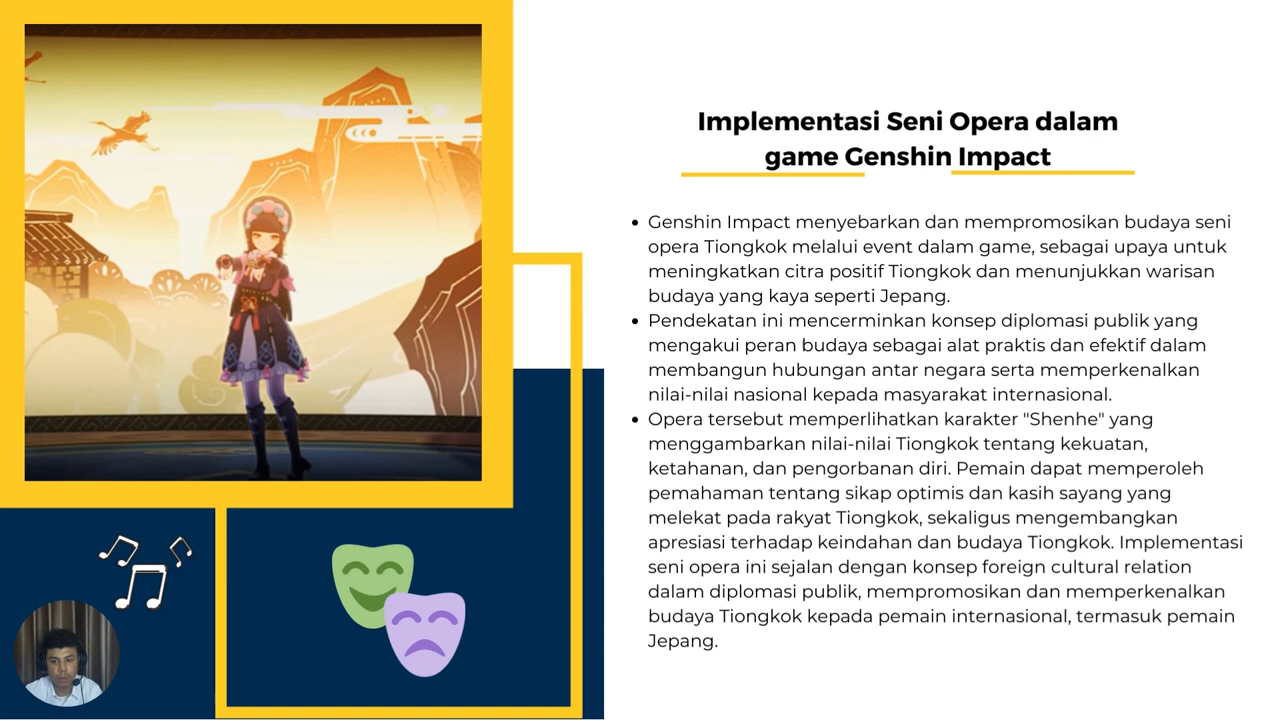 Implementasi Seni Opera dalam
game Genshin Impact
• Genshin Impact menyebarkan dan mempromosikan budaya seni
opera Tiongkok melalui event dalam game, sebagai upaya untuk
meningkatkan citra positif Tiongkok dan menunjukkan warisan
budaya yang kaya seperti Jepang.
• Pendekatan ini mencerminkan konsep diplomasi publik yang
mengakui peran budaya sebagai alat praktis dan efektif dalam
membangun hubungan antar negara serta memperkenalkan
nilai-nilai nasional kepada masyarakat internasional.
• Opera tersebut memperlihatkan karakter "Shenhe" yang
menggambarkan nilai-nilai Tiongkok tentang kekuatan,
ketahanan, dan pengorbanan diri. Pemain dapat memperoleh
pemahaman tentang sikap optimis dan kasih sayang yang
melekat pada rakyat Tiongkok, sekaligus mengembangkan
apresiasi terhadap keindahan dan budaya Tiongkok. Implementasi
seni opera ini sejalan dengan konsep foreign cultural relation
dalam diplomasi publik, mempromosikan dan memperkenalkan
budaya Tiongkok kepada pemain internasional, termasuk pemain
Jepang.